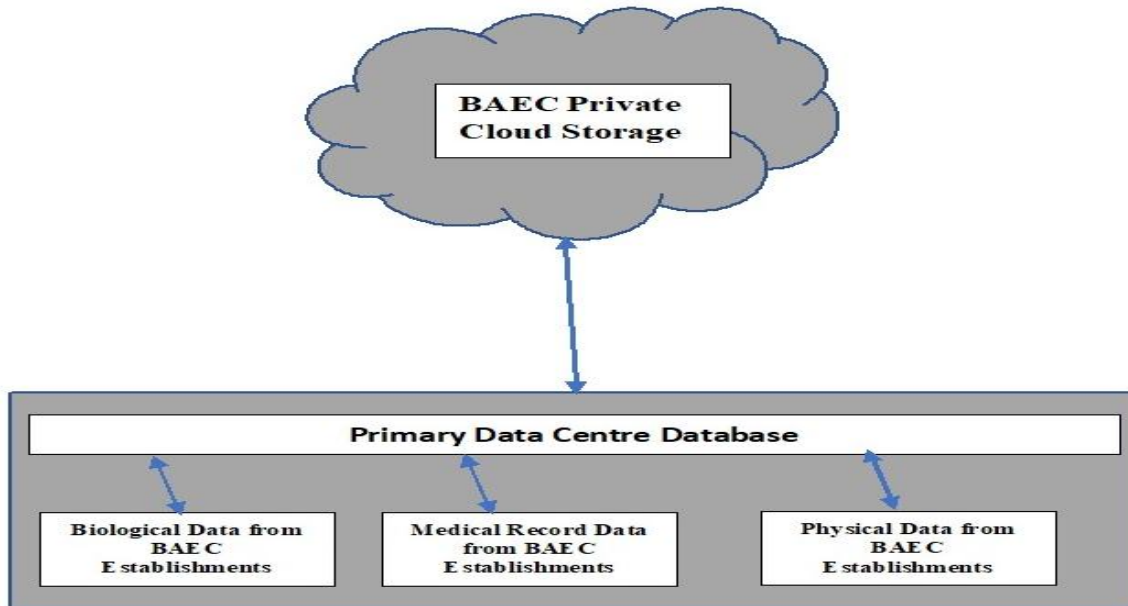 BAEC Private
Cloud Storage
Primary Data Centre Database
Biological Data from
BAEC
Establishments
Medical Record Data
from BAEC
Establishments
Physical Data from
BAEC
Establishments